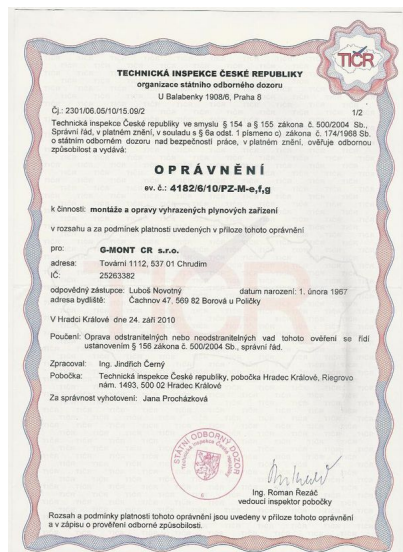 TIČR
TECHNICKÁ INSPEKCE ČESKÉ REPUBLIKY
organizace státního odborného dozoru
U Balabenky 1908/6, Praha 8
Čj.: 2301/06.05/10/15.09/2 1/2
Technická inspekce České republiky ve smyslu § 154 a § 155 zákona č. 500/2004 Sb.,
Správní řád, v platném znění, v souladu s § 6a odst. 1 písmeno c) zákona č. 174/1968 Sb.
o státním odborném dozoru nad bezpečností práce, v platném znění, ověřuje odbornou
způsobilost a vydává:
OPRÁVNĚNÍ
ev. č.: 4182/6/10/PZ-M-e,f,g
k činnosti: montáže a opravy vyhrazených plynových zařízení
v rozsahu a za podmínek platnosti uvedených v příloze tohoto oprávnění
pro: G-MONT CR s.r.o.
adresa: Tovární 1112, 537 01 Chrudim
IČ: 25263382
odpovědný zástupce: Luboš Novotný datum narození: 1. února 1967
adresa bydliště: Čachnov 47, 569 82 Borová u Poličky
V Hradci Králové dne 24. září 2010
Poučení: Oprava odstranitelných nebo neodstranitelných vad tohoto ověření se řídí
ustanovením § 156 zákona č. 500/2004 Sb., správní řád.
Zpracoval: Ing. Jindřich Černý
Pobočka: Technická inspekce České republiky, pobočka Hradec Králové, Riegrovo
nám. 1493, 500 02 Hradec Králové
Za správnost vyhotovení: Jana Procházková
STÁTNÍ ODBORNÝ DOZOR
Technická inspekce České republiky
Ing. Roman Řezáč
vedoucí inspektor pobočky
Rozsah a podmínky platnosti tohoto oprávnění jsou uvedeny v příloze tohoto oprávnění
a v zápisu o prověření odborné způsobilosti.